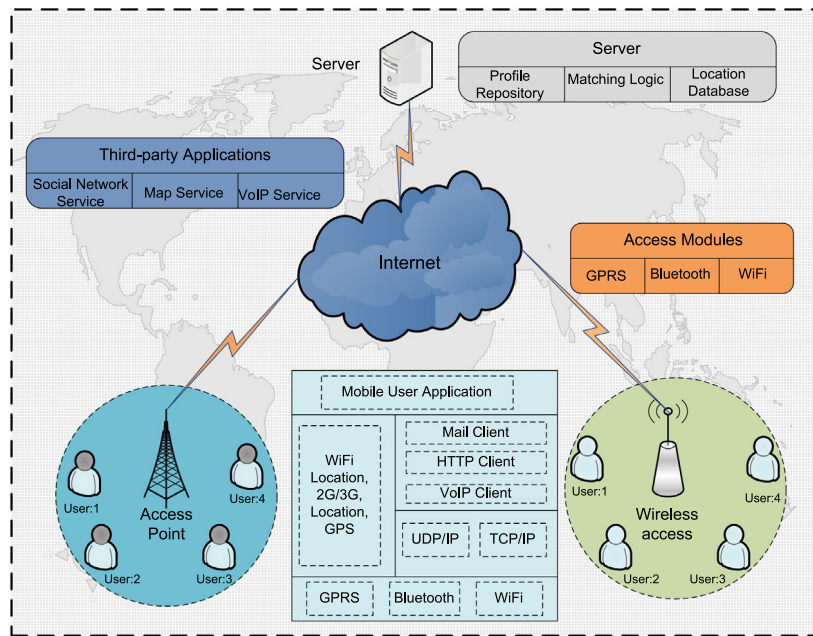 Server
Server
Profile
Repository
Matching Logic
Location
Database
Third-party Applications
Social Network
Service
Map Service
VoIP Service
Internet
Access Modules
GPRS
Bluetooth
WiFi
Mobile User Application
WiFi
Location,
2G/3G,
Location,
GPS
Mail Client
HTTP Client
VoIP Client
UDP/IP
TCP/IP
GPRS
Bluetooth
WiFi
User:1
User:4
Access
Point
User:2
User:3
User:1
User:4
Wireless
access
User:2
User:3